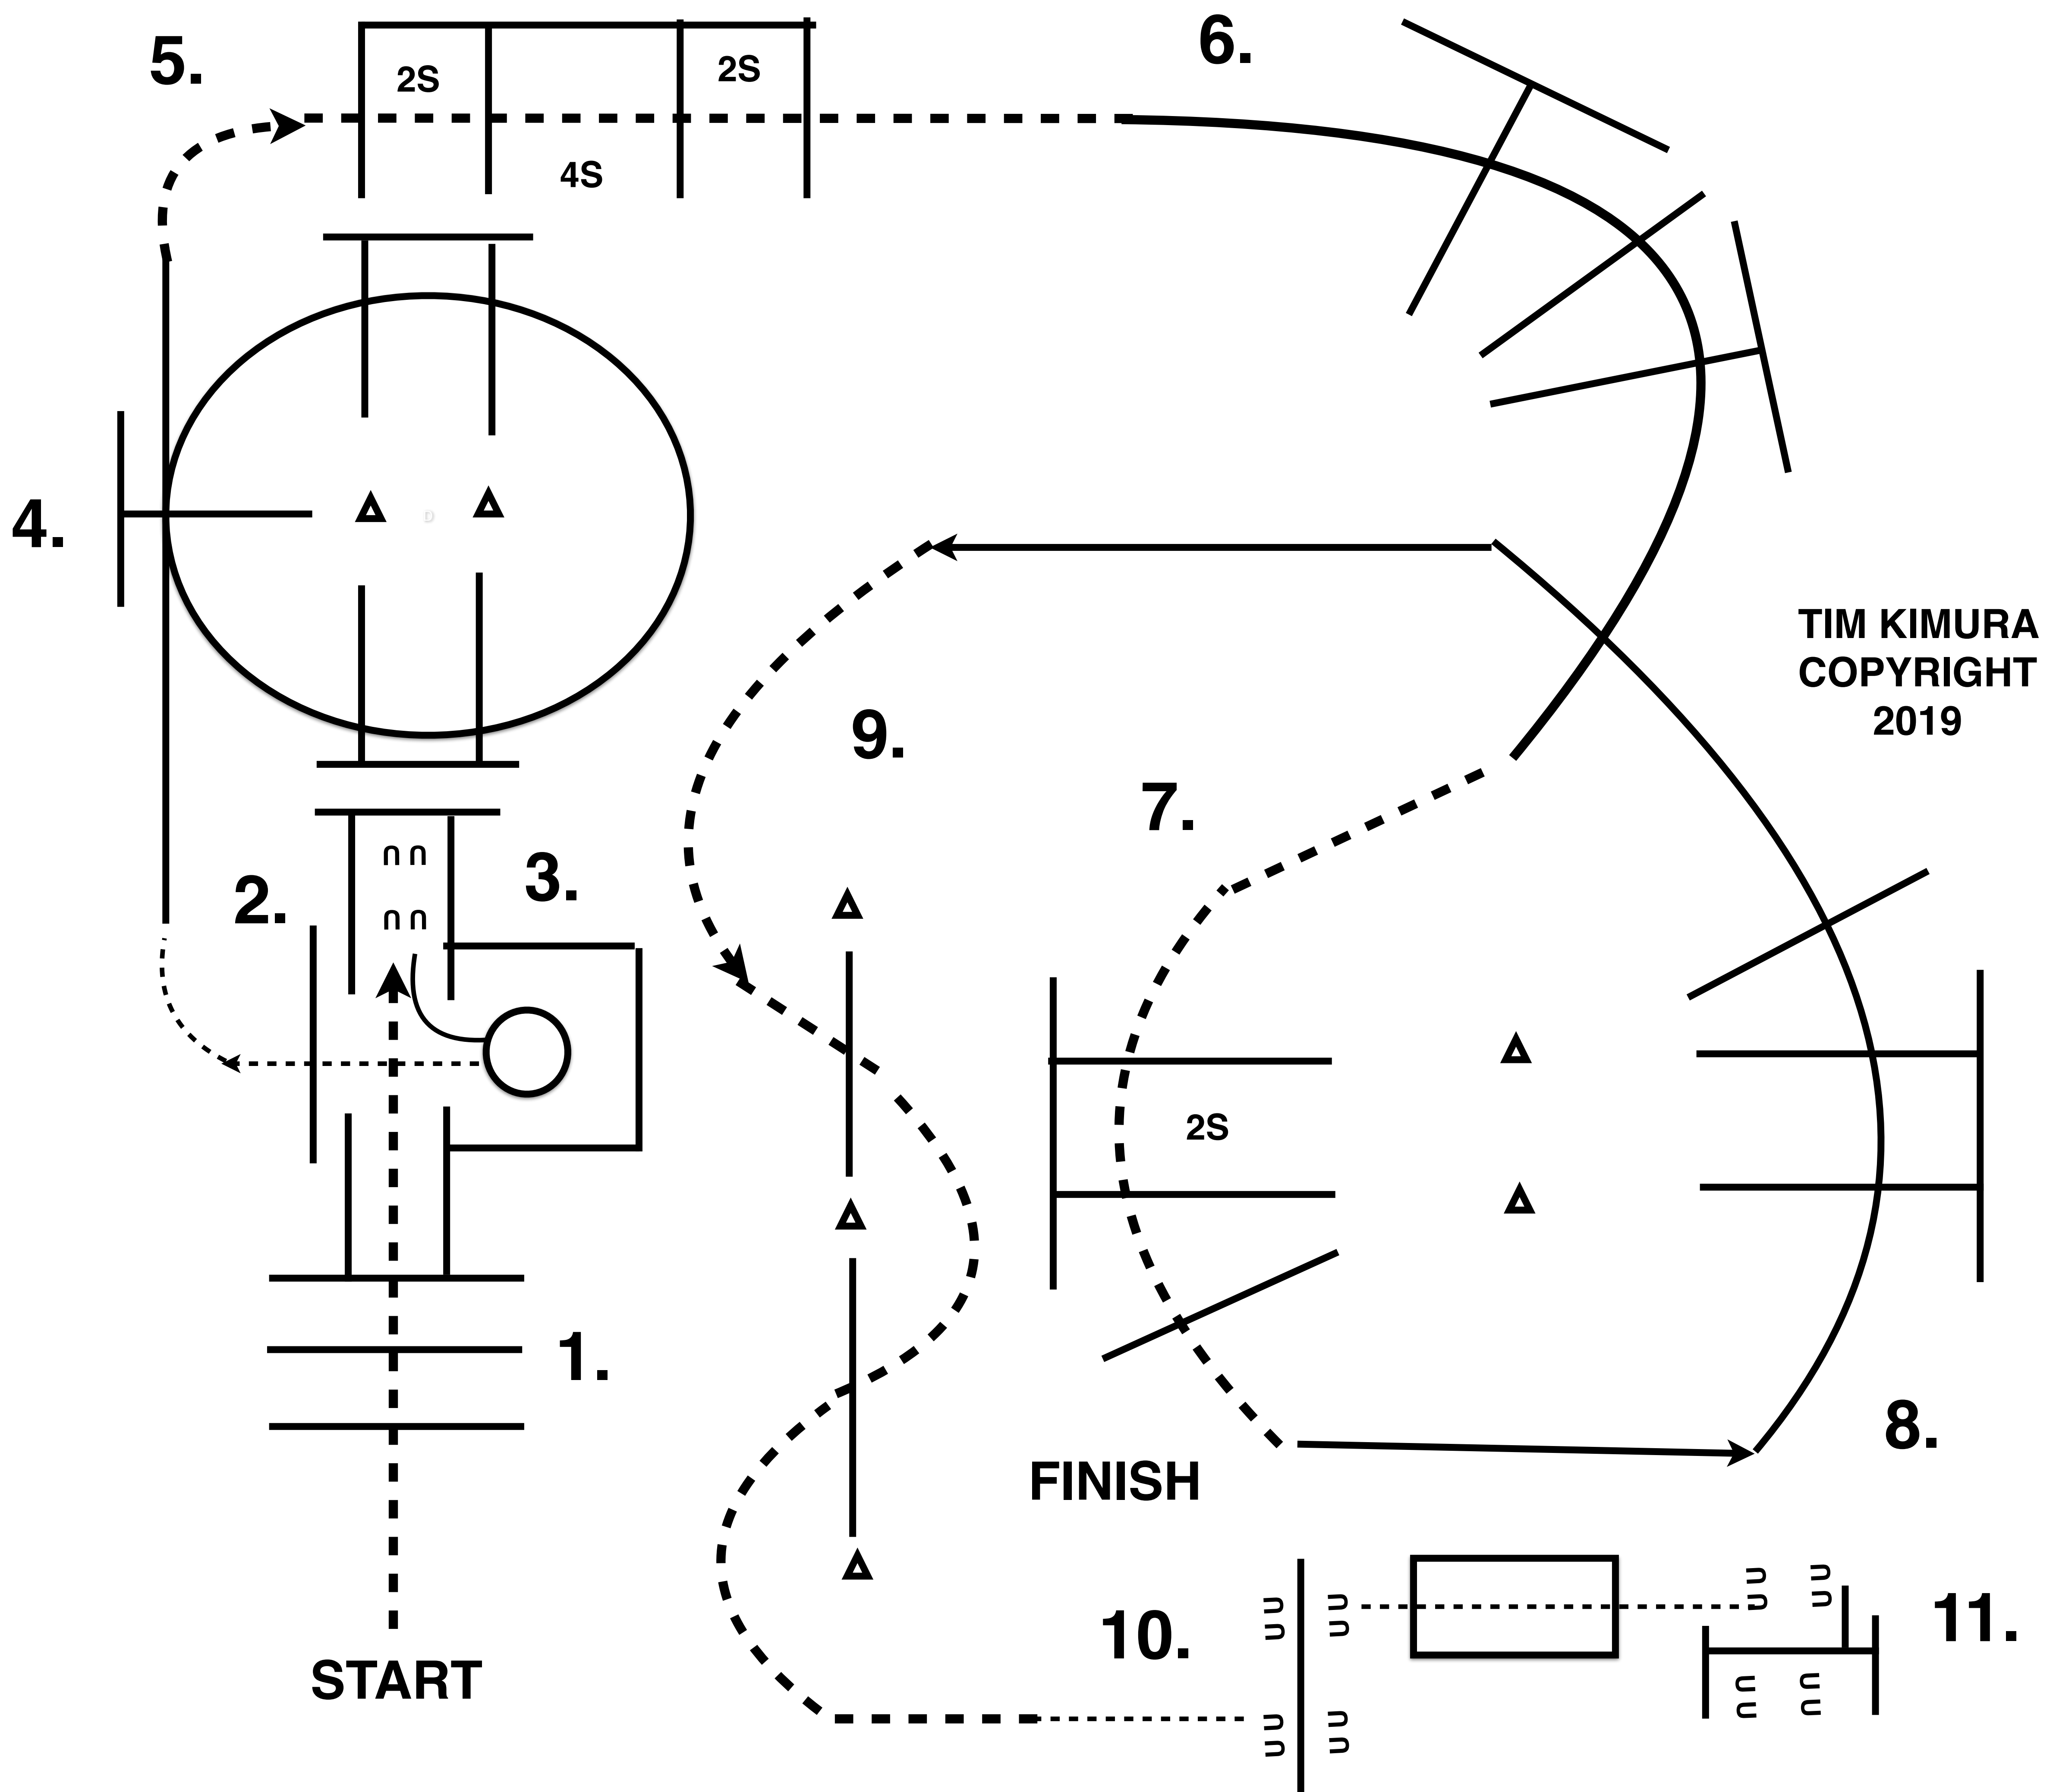 5.
2S
2S
6.
4S
4.
D
TIM KIMURA
COPYRIGHT
2019
9.
7.
2.
3.
2S
1.
8.
FINISH
10.
11.
START